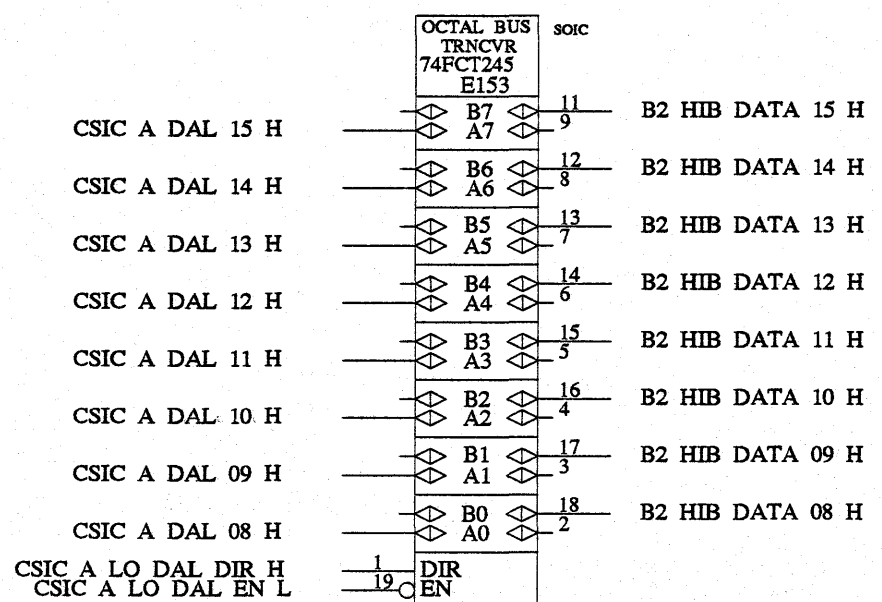 OCTAL BUS SOIC
TRNCVR
74FCT245
E153
B7 11 B2 HIB DATA 15 H
CSIC A DAL 15 H A7 9
B6 12 B2 HIB DATA 14 H
CSIC A DAL 14 H A6 8
B5 13 B2 HIB DATA 13 H
CSIC A DAL 13 H A5 7
B4 14 B2 HIB DATA 12 H
CSIC A DAL 12 H A4 6
B3 15 B2 HIB DATA 11 H
CSIC A DAL 11 H A3 5
B2 16 B2 HIB DATA 10 H
CSIC A DAL 10 H A2 4
B1 17 B2 HIB DATA 09 H
CSIC A DAL 09 H A1 3
B0 18 B2 HIB DATA 08 H
CSIC A DAL 08 H A0 2
CSIC A LO DAL DIR H 1 DIR
CSIC A LO DAL EN L 19 EN